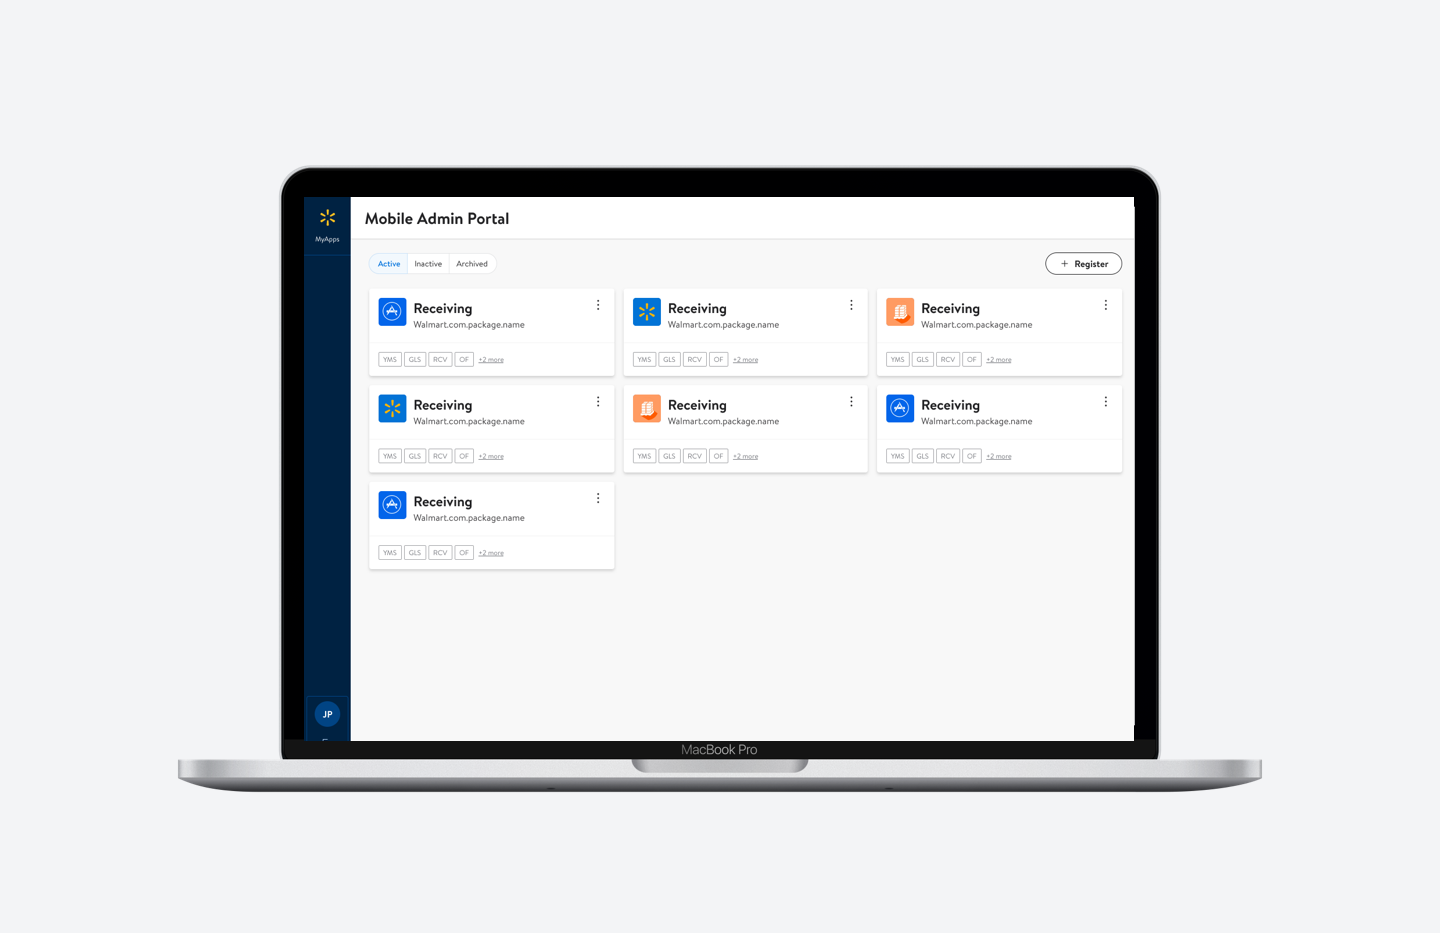 Mobile Admin Portal
MyApps
Active Inactive Archived
+ Register
Receiving
Walmart.com.package.name
YMS GLS RCV OF +2 more
Receiving
Walmart.com.package.name
YMS GLS RCV OF +2 more
Receiving
Walmart.com.package.name
YMS GLS RCV OF +2 more
Receiving
Walmart.com.package.name
YMS GLS RCV OF +2 more
Receiving
Walmart.com.package.name
YMS GLS RCV OF +2 more
Receiving
Walmart.com.package.name
YMS GLS RCV OF +2 more
Receiving
Walmart.com.package.name
YMS GLS RCV OF +2 more
JP
MacBook Pro